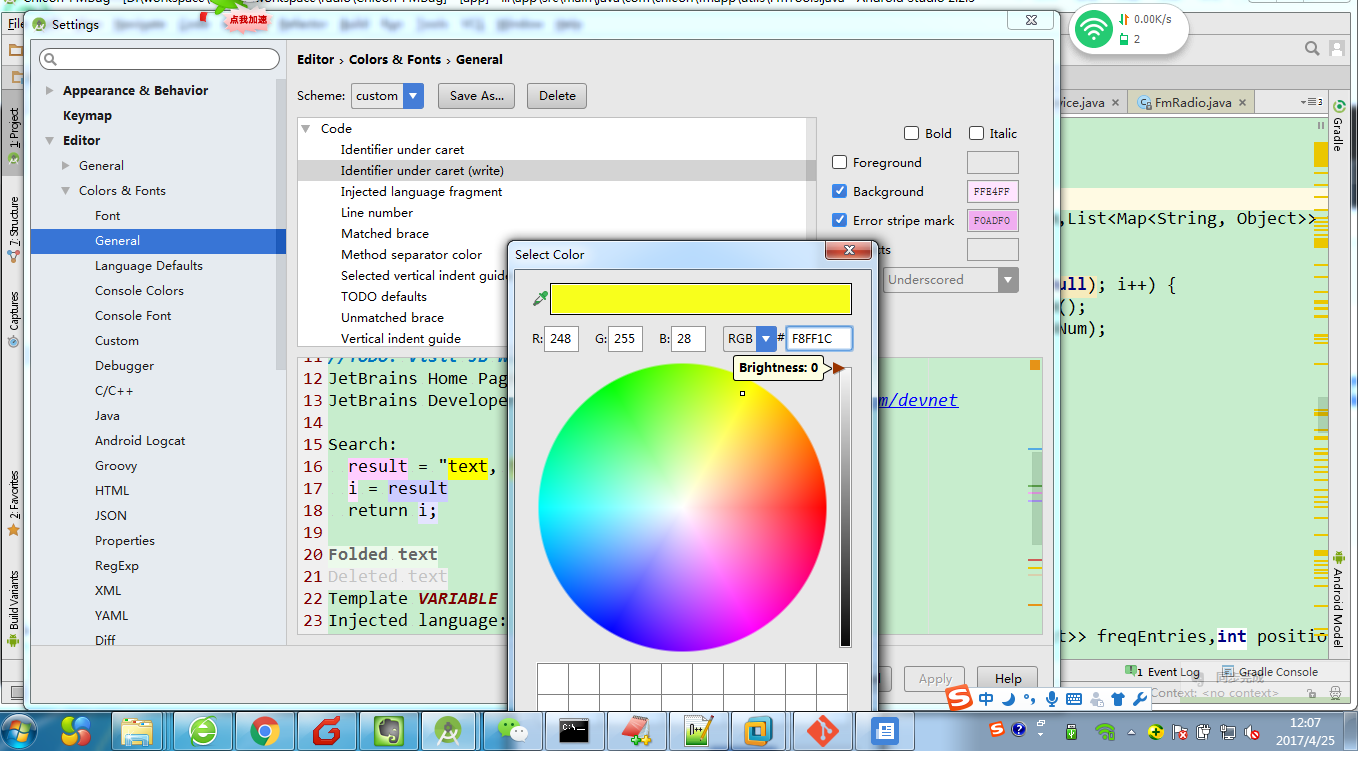 Settings
点我加速
0.00K/s
2
Editor › Colors & Fonts › General
Scheme:
custom
Save As...
Delete
Appearance & Behavior
Keymap
Editor
General
Colors & Fonts
Font
General
Language Defaults
Console Colors
Console Font
Custom
Debugger
C/C++
Java
Android Logcat
Groovy
HTML
JSON
Properties
RegExp
XML
YAML
Diff
Code
Identifier under caret
Identifier under caret (write)
Injected language fragment
Line number
Matched brace
Method separator color
Selected vertical indent guide
TODO defaults
Unmatched brace
Vertical indent guide
Bold Italic
Foreground
Background FFE4FF
Error stripe mark F0ADF0
Underscored
Select Color
R: 248 G: 255 B: 28 RGB # F8FF1C
Brightness: 0
12 JetBrains Home Pag
13 JetBrains Develope
m/devnet
14
15 Search:
16 result = "text,
17 i = result
18 return i;
19
20 Folded text
21 Deleted text
22 Template VARIABLE
23 Injected language:
Apply
Help
1: Project
7: Structure
Captures
2: Favorites
Build Variants
vice.java
FmRadio.java
3
Gradle
Android Model
,List<Map<String, Object>>
ull); i++) {
();
Num);
t>> freqEntries,int positio
1 Event Log
Gradle Console
Context: <no context>
中
12:07
2017/4/25